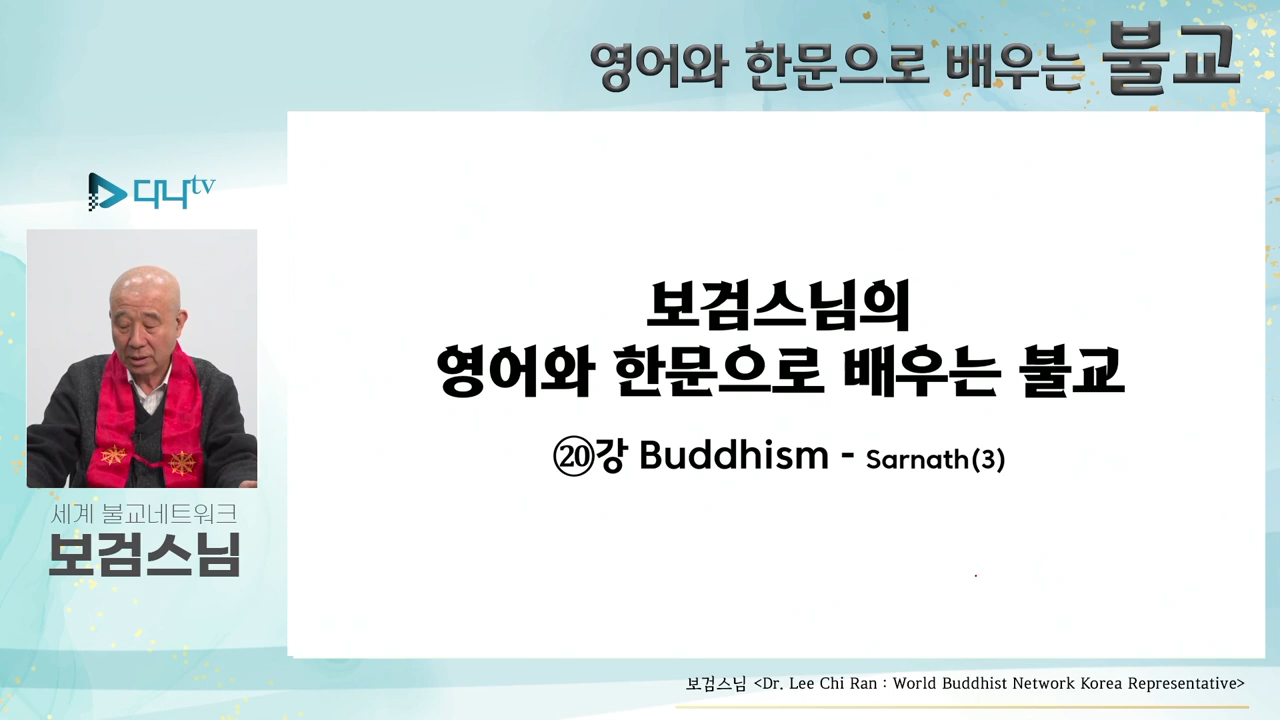 영어와 한문으로 배우는 불교
디나tv
보검스님의
영어와 한문으로 배우는 불교
⑳강 Buddhism - Sarnath(3)
세계 불교네트워크
보검스님
보검스님 <Dr. Lee Chi Ran : World Buddhist Network Korea Representative>